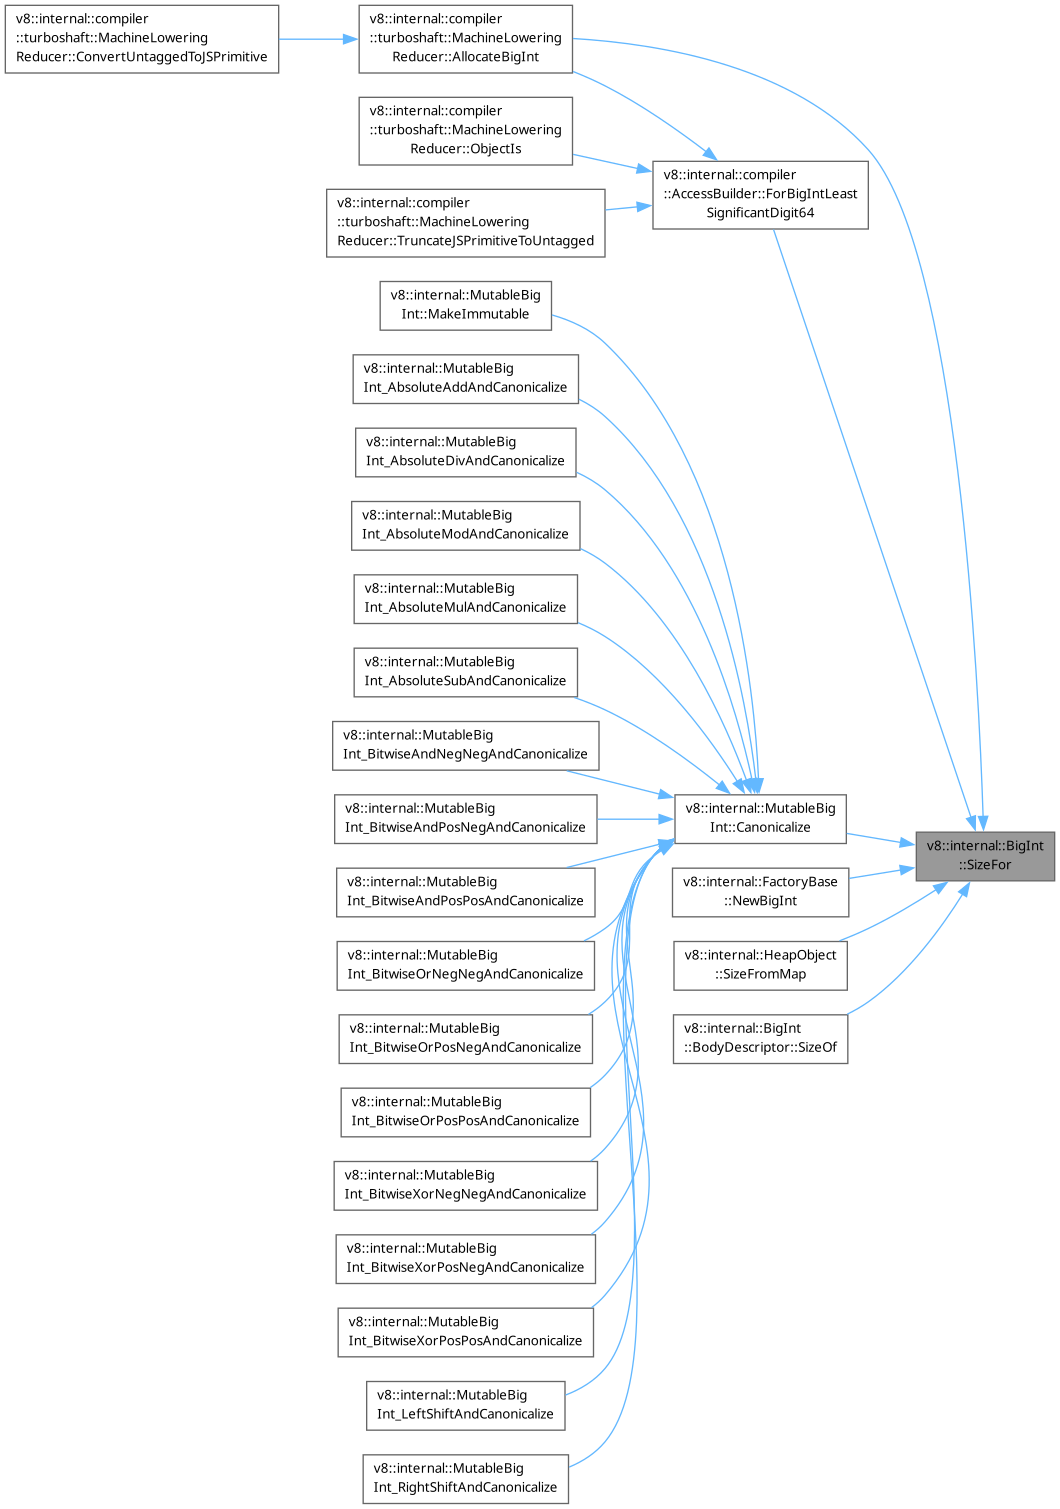 v8::internal::compiler
::turboshaft::MachineLowering
Reducer::ConvertUntaggedToJSPrimitive
v8::internal::compiler
::turboshaft::MachineLowering
Reducer::AllocateBigInt
v8::internal::compiler
::turboshaft::MachineLowering
Reducer::ObjectIs
v8::internal::compiler
::AccessBuilder::ForBigIntLeast
SignificantDigit64
v8::internal::compiler
::turboshaft::MachineLowering
Reducer::TruncateJSPrimitiveToUntagged
v8::internal::MutableBig
Int::MakeImmutable
v8::internal::MutableBig
Int_AbsoluteAddAndCanonicalize
v8::internal::MutableBig
Int_AbsoluteDivAndCanonicalize
v8::internal::MutableBig
Int_AbsoluteModAndCanonicalize
v8::internal::MutableBig
Int_AbsoluteMulAndCanonicalize
v8::internal::MutableBig
Int_AbsoluteSubAndCanonicalize
v8::internal::MutableBig
Int_BitwiseAndNegNegAndCanonicalize
v8::internal::MutableBig
Int_BitwiseAndPosNegAndCanonicalize
v8::internal::MutableBig
Int::Canonicalize
v8::internal::BigInt
::SizeFor
v8::internal::MutableBig
Int_BitwiseAndPosPosAndCanonicalize
v8::internal::FactoryBase
::NewBigInt
v8::internal::MutableBig
Int_BitwiseOrNegNegAndCanonicalize
v8::internal::HeapObject
::SizeFromMap
v8::internal::MutableBig
Int_BitwiseOrPosNegAndCanonicalize
v8::internal::BigInt
::BodyDescriptor::SizeOf
v8::internal::MutableBig
Int_BitwiseOrPosPosAndCanonicalize
v8::internal::MutableBig
Int_BitwiseXorNegNegAndCanonicalize
v8::internal::MutableBig
Int_BitwiseXorPosNegAndCanonicalize
v8::internal::MutableBig
Int_BitwiseXorPosPosAndCanonicalize
v8::internal::MutableBig
Int_LeftShiftAndCanonicalize
v8::internal::MutableBig
Int_RightShiftAndCanonicalize